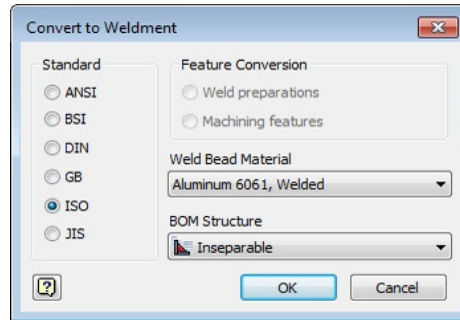 Convert to Weldment
Standard
ANSI
BSI
DIN
GB
ISO
JIS
Feature Conversion
Weld preparations
Machining features
Weld Bead Material
Aluminum 6061, Welded
BOM Structure
Inseparable
?
OK
Cancel